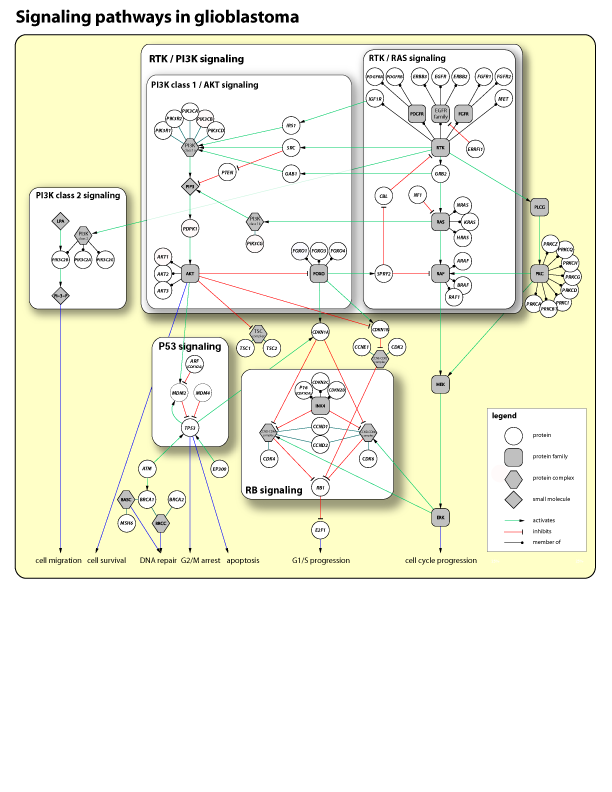 Signaling pathways in glioblastoma
RTK / PI3K signaling
RTK / RAS signaling
PI3K class 1 / AKT signaling
PDGFRA
PDGFRB
ERBB3
EGFR
ERBB2
FGFR1
FGFR2
IGF1R
MET
PDGFR
EGFR
family
FGFR
PIK3CA
PIK3R2
PIK3CB
PIK3R1
PIK3CD
PI3K
IRS1
SRC
GAB1
PTEN
PIP3
RTK
ERRFI1
GRB2
PI3K class 2 signaling
LPA
PI3K
PIK3C2B
PIK3C2A
PIK3C2G
PI-3-P
PDPK1
PI3K
PIK3CG
CBL
NF1
NRAS
RAS
KRAS
HRAS
PLCG
AKT1
AKT2
AKT3
AKT
FOXO1
FOXO3
FOXO4
FOXO
SPRY2
RAF
ARAF
BRAF
RAF1
PKC
PRKCZ
PRKCQ
PRKCH
PRKCG
PRKCD
PRKCB1
PRKCA
CDKN1A
CDKN1B
TSC
TSC1
TSC2
CCNE1
CDK2
P53 signaling
ARF
CDKN2A
MDM2
MDM4
TP53
P16
CDKN2A
CDKN2C
CDKN2B
INK4
CCND1
CCND2
CDK4
CDK6
RB1
RB signaling
MEK
ERK
ATM
EP300
BASC
BRCA1
BRCA2
MSH6
BRCC
E2F1
legend
protein
protein family
protein complex
small molecule
activates
inhibits
member of
cell migration
cell survival
DNA repair
G2/M arrest
apoptosis
G1/S progression
cell cycle progression